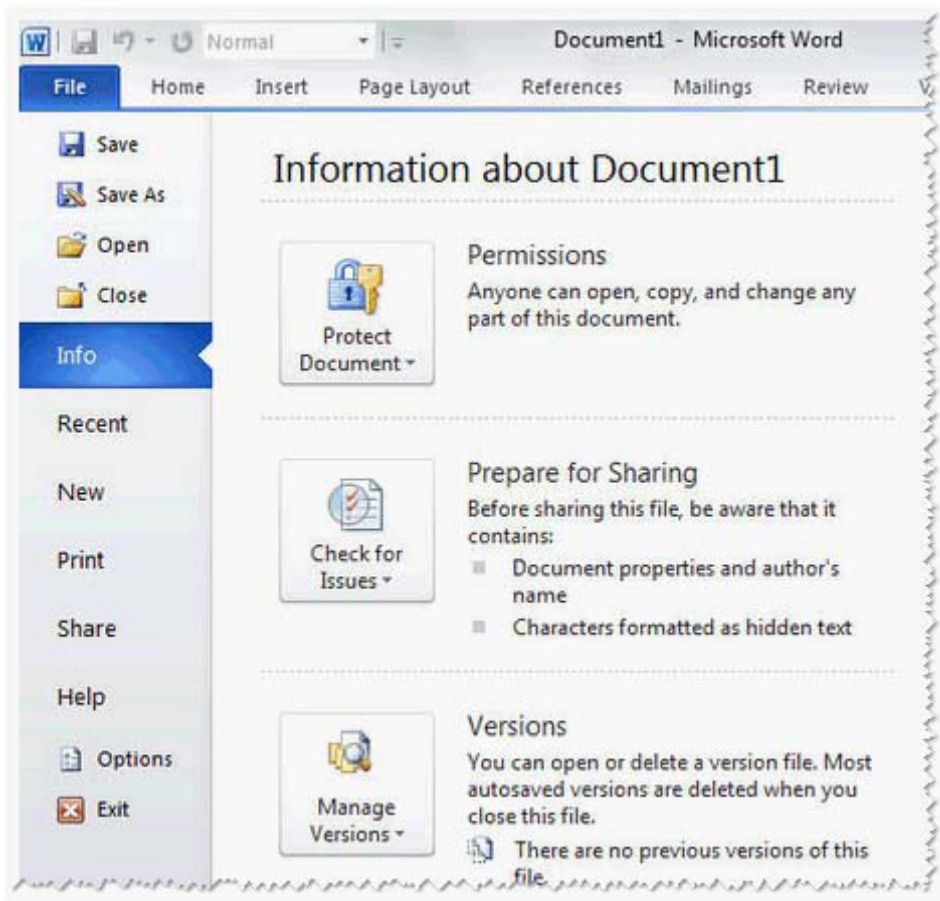 W Normal Document1 - Microsoft Word
File Home Insert Page Layout References Mailings Review
Save
Save As
Open
Close
Info
Recent
New
Print
Share
Help
Options
Exit
Information about Document1
Protect
Document
Permissions
Anyone can open, copy, and change any
part of this document.
Check for
Issues
Prepare for Sharing
Before sharing this file, be aware that it
contains:
Document properties and author's
name
Characters formatted as hidden text
Manage
Versions
Versions
You can open or delete a version file. Most
autosaved versions are deleted when you
close this file.
There are no previous versions of this
file.